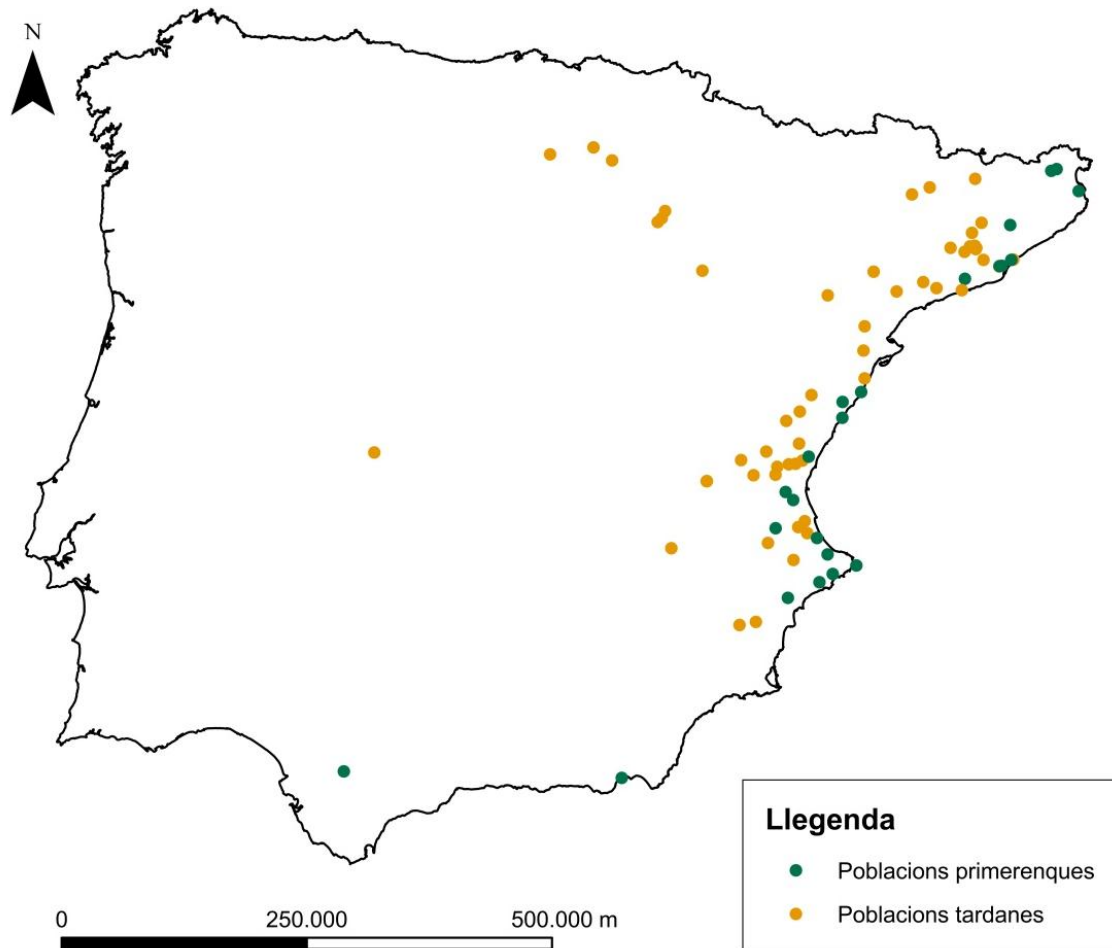 N
0 250.000 500.000 m
Llegenda
Poblacions primerenques
Poblacions tardanes